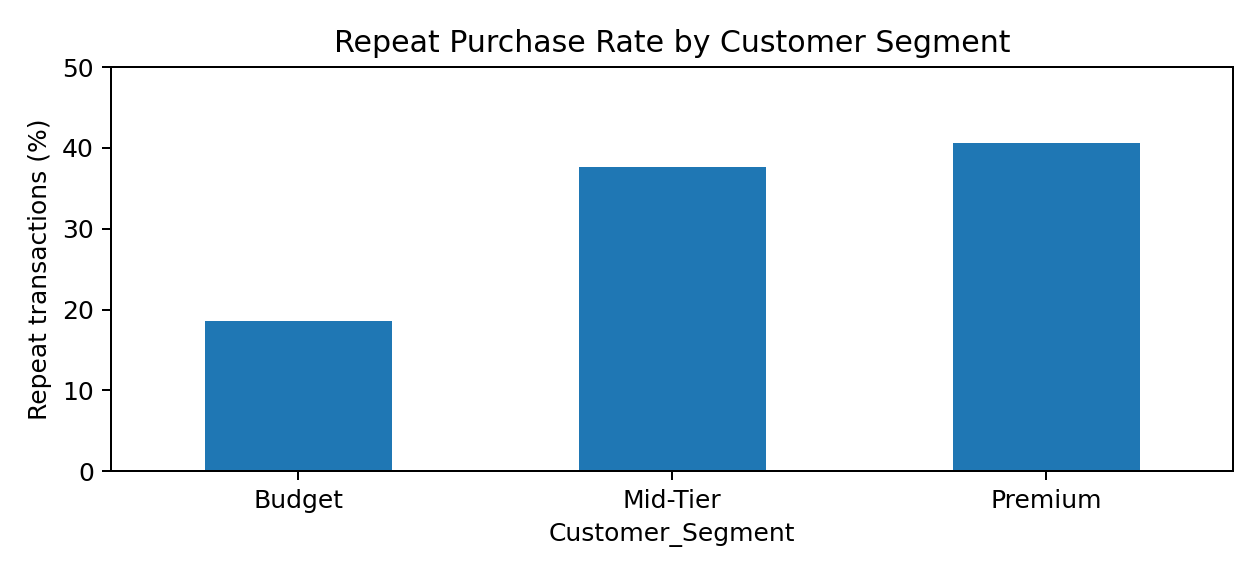 Repeat Purchase Rate by Customer Segment
Repeat transactions (%)
50
40
30
20
10
0
Budget
Mid-Tier
Premium
Customer_Segment